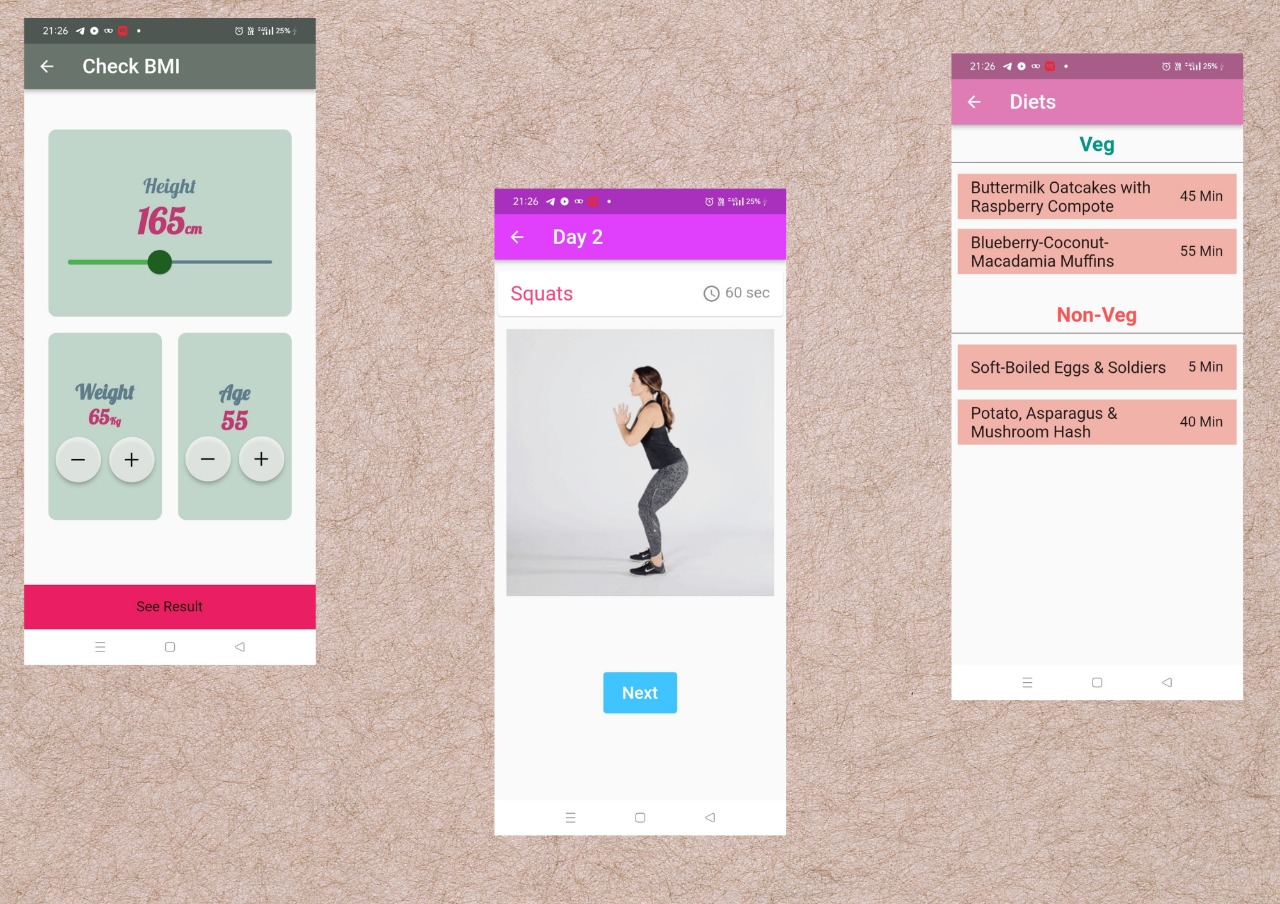 21:26
25%
Check BMI
Height
165cm
Weight
65Kg
Age
55
See Result
21:26
25%
Day 2
Squats
60 sec
Next
21:26
25%
Diets
Veg
Buttermilk Oatcakes with
Raspberry Compote
45 Min
Blueberry-Coconut-
Macadamia Muffins
55 Min
Non-Veg
Soft-Boiled Eggs & Soldiers
5 Min
Potato, Asparagus &
Mushroom Hash
40 Min